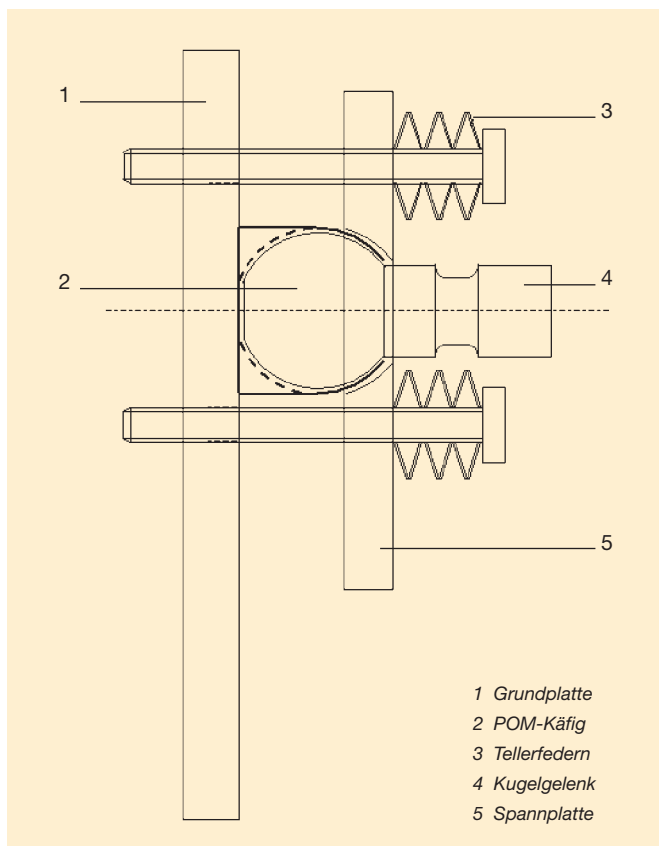 1
3
2
4
5
1 Grundplatte
2 POM-Käfig
3 Tellerfedern
4 Kugelgelenk
5 Spannplatte